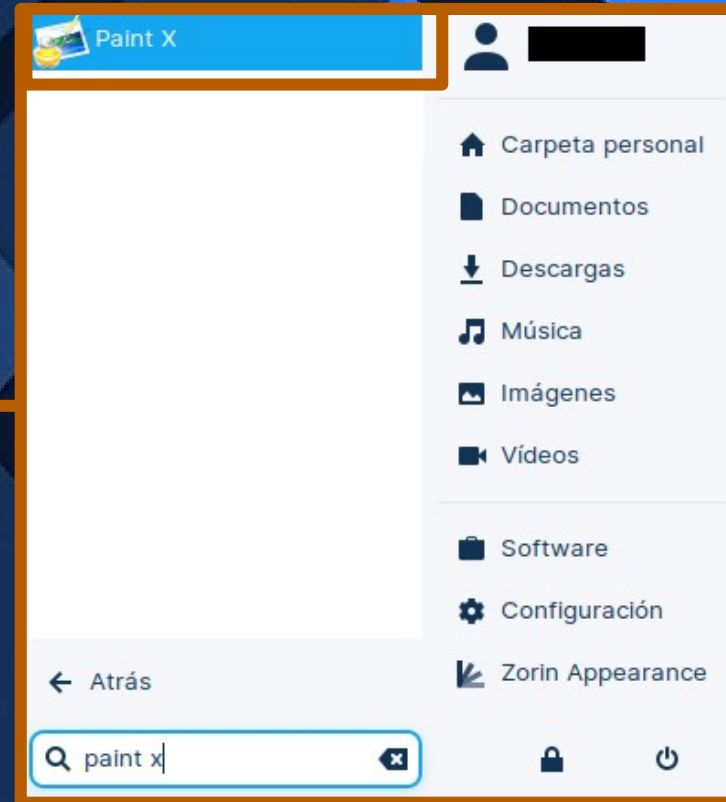 Paint X
Carpeta personal
Documentos
Descargas
Música
Imágenes
Vídeos
Software
Configuración
Zorin Appearance
Atrás
paint x